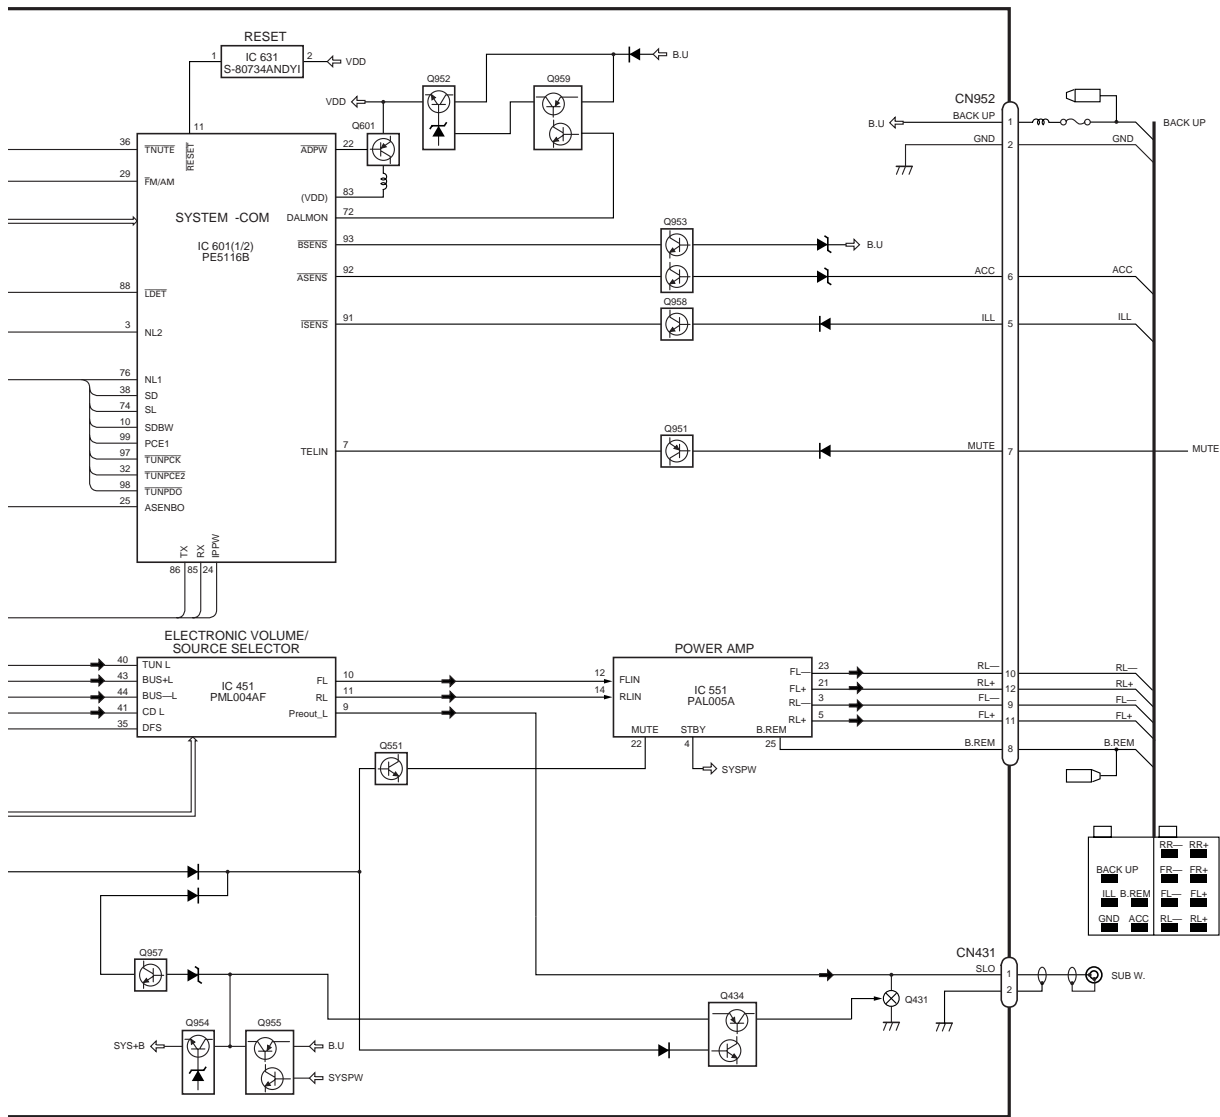 RESET
1 IC 631 2
S-80734ANDYI
VDD
B.U
Q952
Q959
VDD
Q601
CN952
B.U
BACK UP
1
BACK UP
GND
2
GND
11
RESET
36
TNUTE
22
ADPW
29
FM/AM
83
(VDD)
72
DALMON
SYSTEM -COM
IC 601(1/2)
PE5116B
93
BSENS
Q953
B.U
92
ASENS
ACC
6
ACC
88
LDET
Q958
91
ISENS
ILL
5
ILL
3
NL2
76
NL1
38
SD
74
SL
10
SDBW
99
PCE1
97
TUNPCK
32
TUNPCE2
98
TUNPDO
25
ASENBO
7
TELIN
Q951
MUTE
7
MUTE
TX
RX
IPPW
86 85 24
ELECTRONIC VOLUME/
SOURCE SELECTOR
40
TUN L
43
BUS+L
44
BUS—L
41
CD L
35
DFS
IC 451
PML004AF
FL
10
RL
11
Preout_L
9
POWER AMP
12
FLIN
14
RLIN
IC 551
PAL005A
FL—
23
FL+
21
RL—
3
RL+
5
MUTE STBY B.REM
22 4 25
SYSPW
RL—
10
RL—
RL+
12
RL+
FL—
9
FL—
FL+
11
FL+
B.REM
8
B.REM
Q551
RR— RR+
BACK UP FR— FR+
ILL B.REM FL— FL+
GND ACC RL— RL+
Q957
CN431
SLO
1
2
SUB W.
Q431
Q434
Q954
Q955
SYS+B
B.U
SYSPW